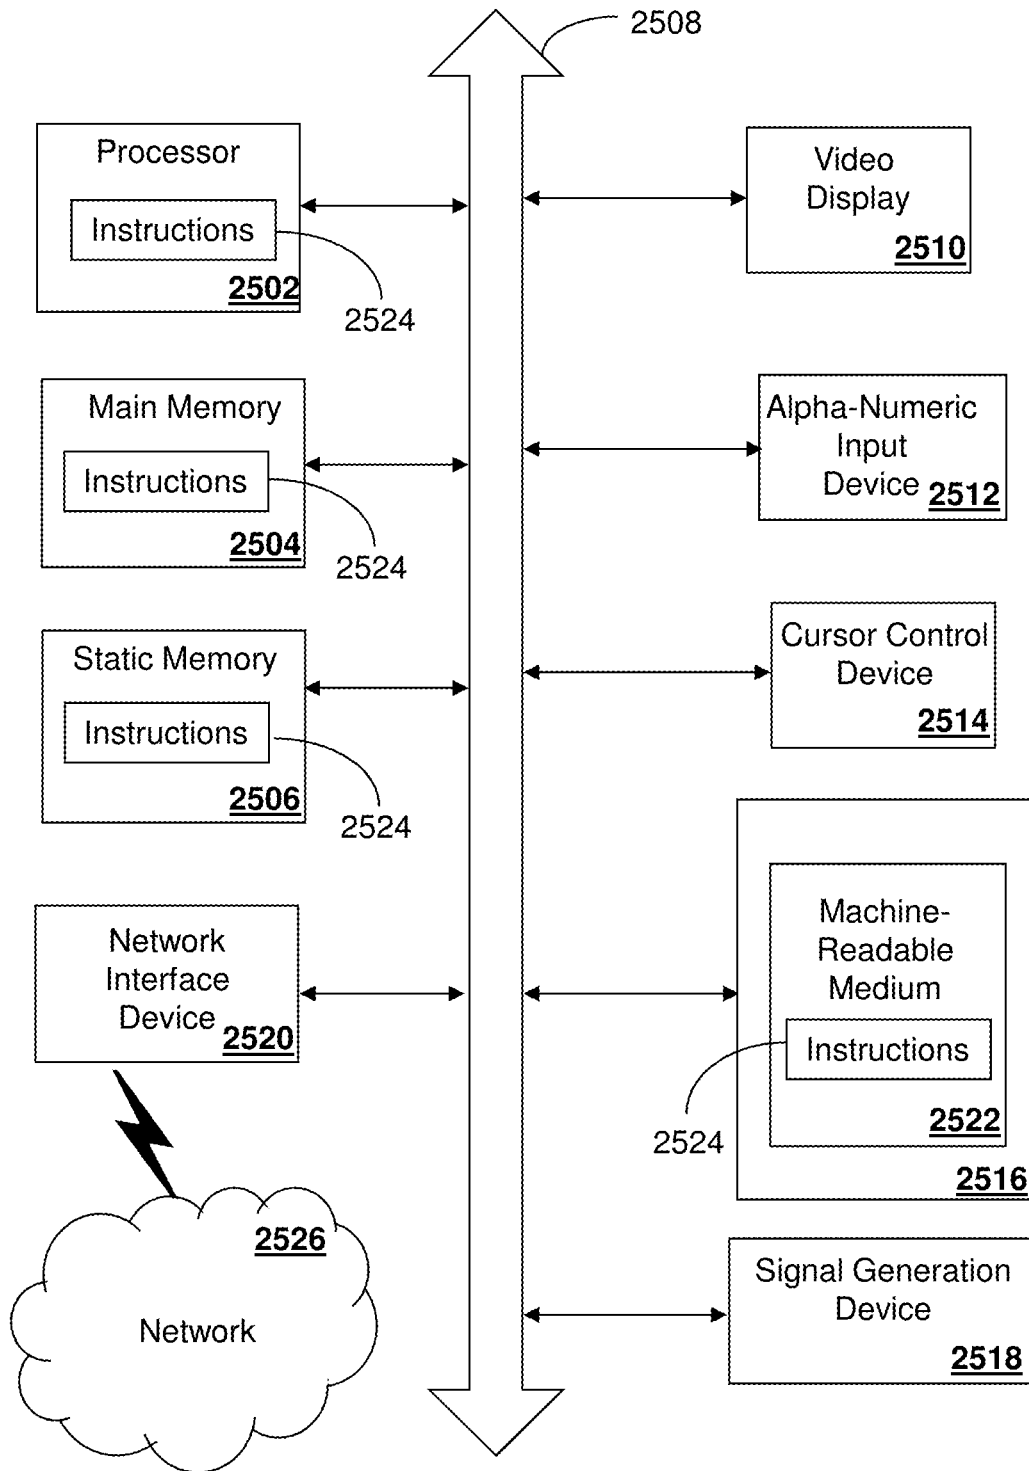 2508
Processor
Instructions
2502
2524
Main Memory
Instructions
2504
2524
Static Memory
Instructions
2506
2524
Network
Interface
Device
2520
2526
Network
Video
Display
2510
Alpha-Numeric
Input
Device
2512
Cursor Control
Device
2514
Machine-
Readable
Medium
Instructions
2522
2524
2516
Signal Generation
Device
2518